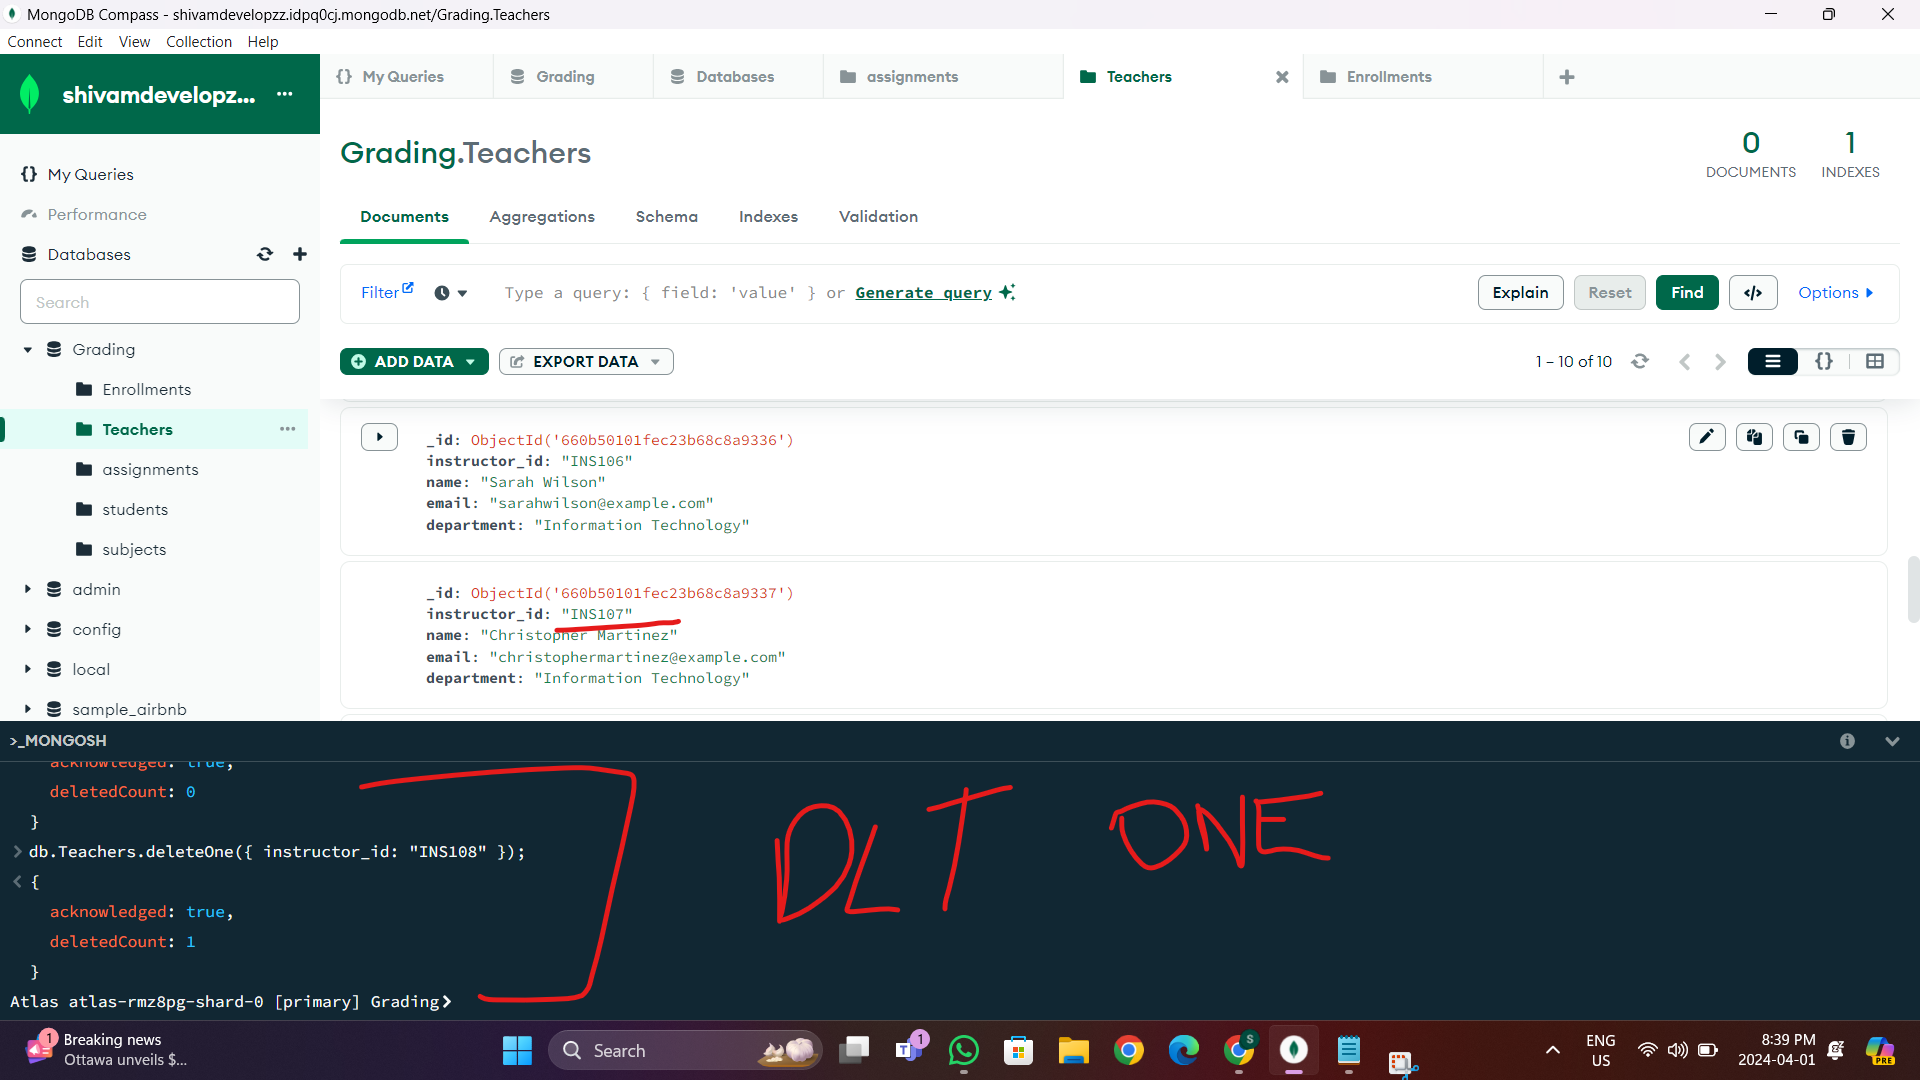 MongoDB Compass - shivamdevelopzz.idpq0cj.mongodb.net/Grading.Teachers
Connect Edit View Collection Help
shivamdevelopz... ...
My Queries
Performance
Databases
Search
Grading
Enrollments
Teachers
assignments
students
subjects
admin
config
local
sample_airbnb
{} My Queries Grading Databases assignments Teachers Enrollments
Grading.Teachers
0 1
DOCUMENTS INDEXES
Documents Aggregations Schema Indexes Validation
Filter Type a query: { field: 'value' } or Generate query Explain Reset Find </> Options
ADD DATA EXPORT DATA 1 – 10 of 10 {}
_id: ObjectId('660b50101fec23b68c8a9336')
instructor_id: "INS106"
name: "Sarah Wilson"
email: "sarahwilson@example.com"
department: "Information Technology"
_id: ObjectId('660b50101fec23b68c8a9337')
instructor_id: "INS107"
name: "Christopher Martinez"
email: "christophermartinez@example.com"
department: "Information Technology"
>_MONGOSH
acknowledged: true,
deletedCount: 0
}
> db.Teachers.deleteOne({ instructor_id: "INS108" });
< {
acknowledged: true,
deletedCount: 1
}
Atlas atlas-rmz8pg-shard-0 [primary] Grading>
DLT ONE
1 Breaking news
Ottawa unveils $...
Search
1
S
ENG
US
8:39 PM
2024-04-01
PRE